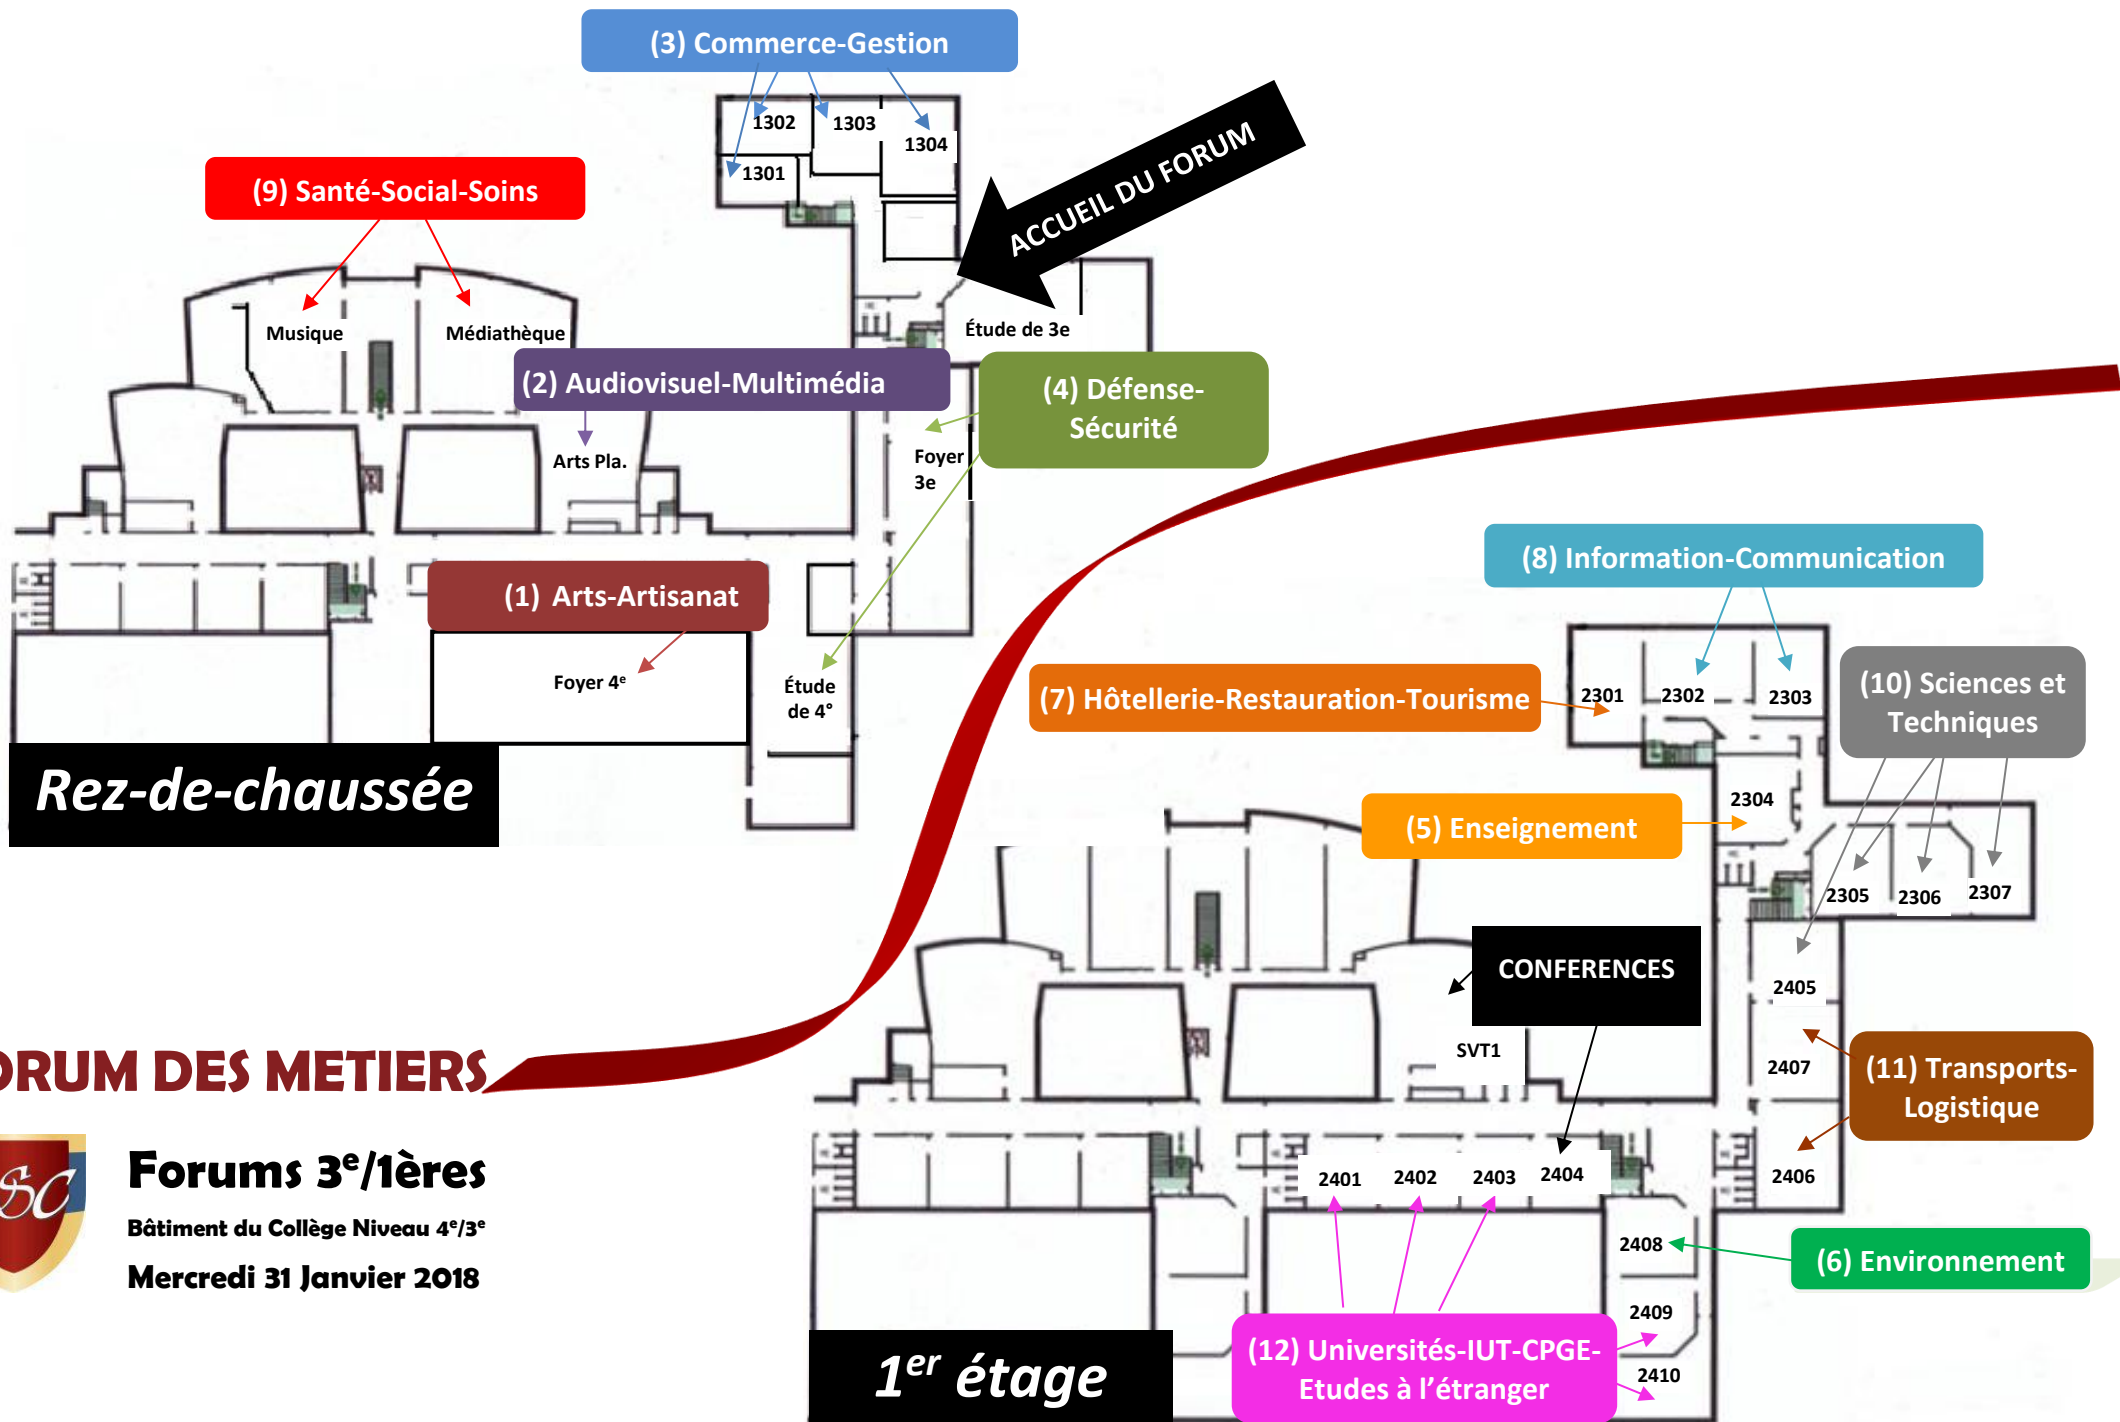 (3) Commerce-Gestion
1302
1303
1304
1301
ACCUEIL DU FORUM
(9) Santé-Social-Soins
Musique
Médiathèque
Étude de 3e
(2) Audiovisuel-Multimédia
(4) Défense-
Sécurité
Arts Pla.
Foyer
3e
(1) Arts-Artisanat
Foyer 4e
Étude
de 4°
Rez-de-chaussée
(8) Information-Communication
(7) Hôtellerie-Restauration-Tourisme
2301
2302
2303
(10) Sciences et
Techniques
2304
(5) Enseignement
2305
2306
2307
CONFERENCES
2405
SVT1
2407
(11) Transports-
Logistique
2406
2401
2402
2403
2404
2408
(6) Environnement
2409
(12) Universités-IUT-CPGE-
Etudes à l'étranger
2410
1er étage
ORUM DES METIERS
SC
Forums 3e/1ères
Bâtiment du Collège Niveau 4e/3e
Mercredi 31 Janvier 2018